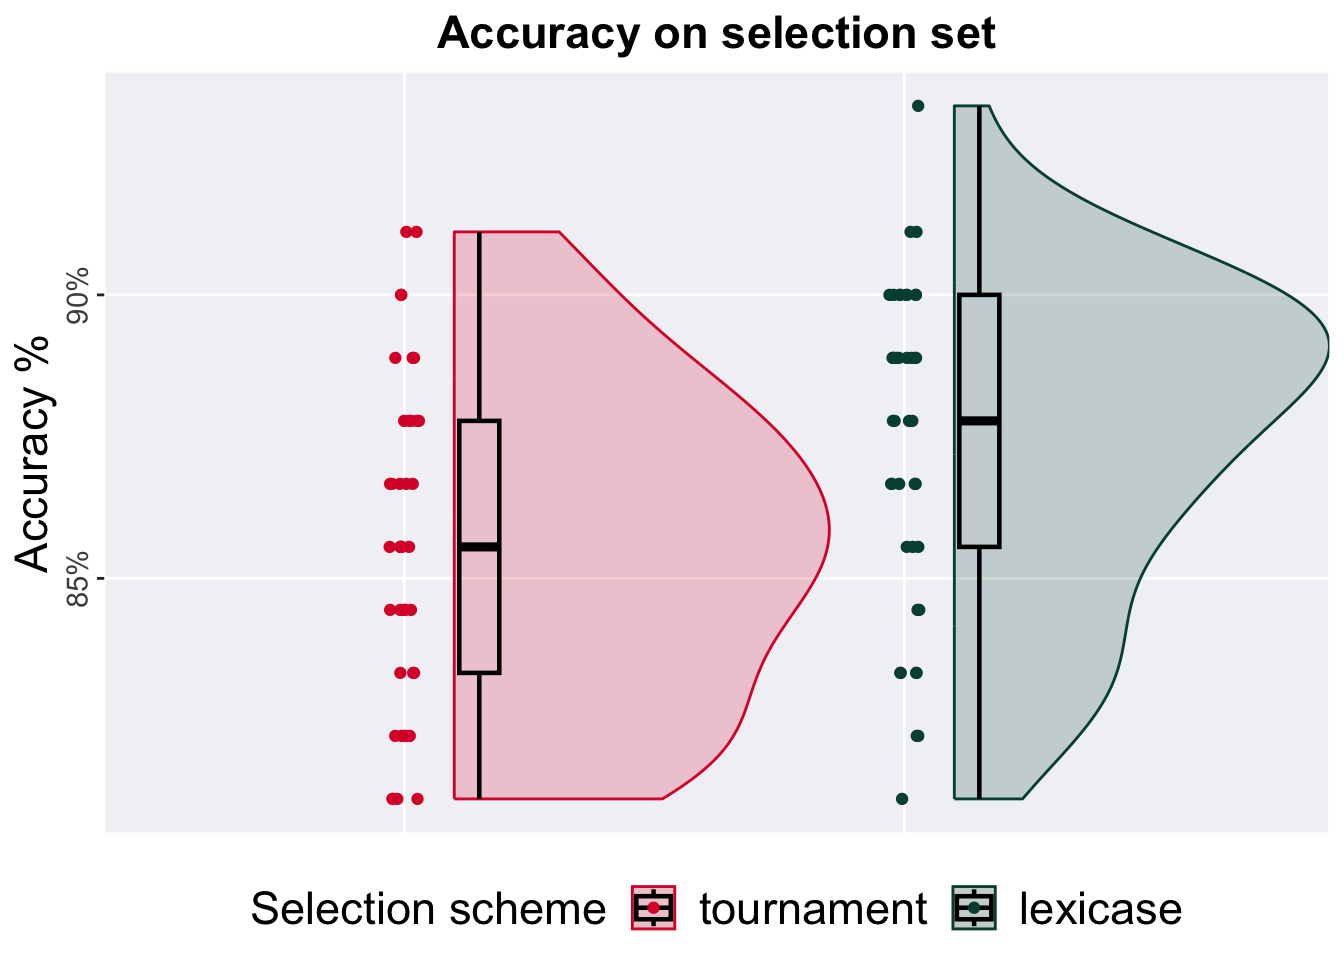 Accuracy on selection set
Accuracy %
90%
85%
Selection scheme tournament lexicase